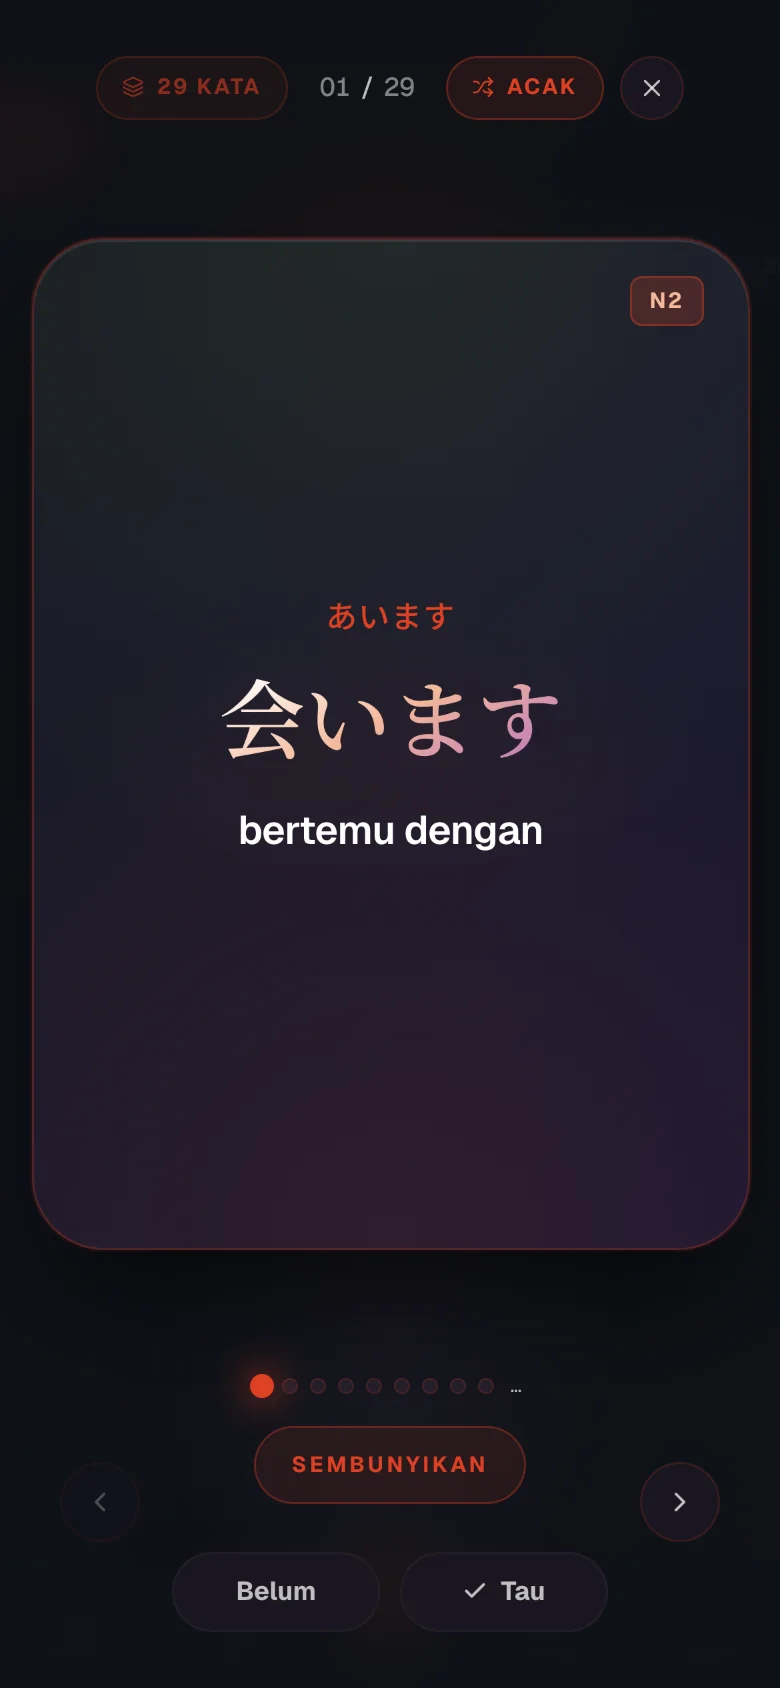 29 KATA 01 / 29 ACAK
N2
あいます
会います
bertemu dengan
...
SEMBUNYIKAN
Belum Tau